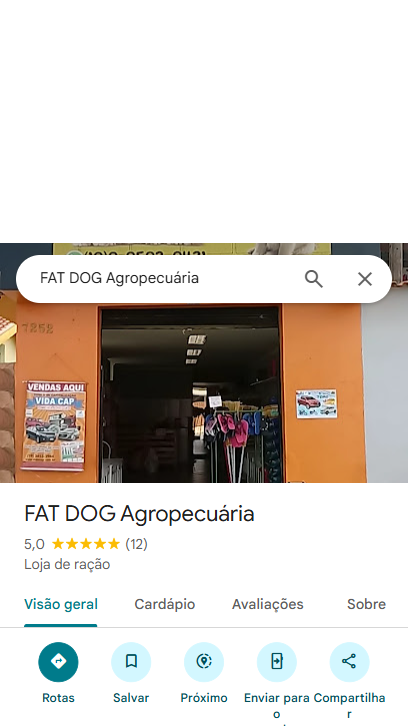 FAT DOG Agropecuária
7252
VENDAS AQUI
VIDA CAP
FAT DOG Agropecuária
5,0 (12)
Loja de ração
Visão geral
Cardápio
Avaliações
Sobre
Rotas
Salvar
Próximo
Enviar para o
Compartilhar